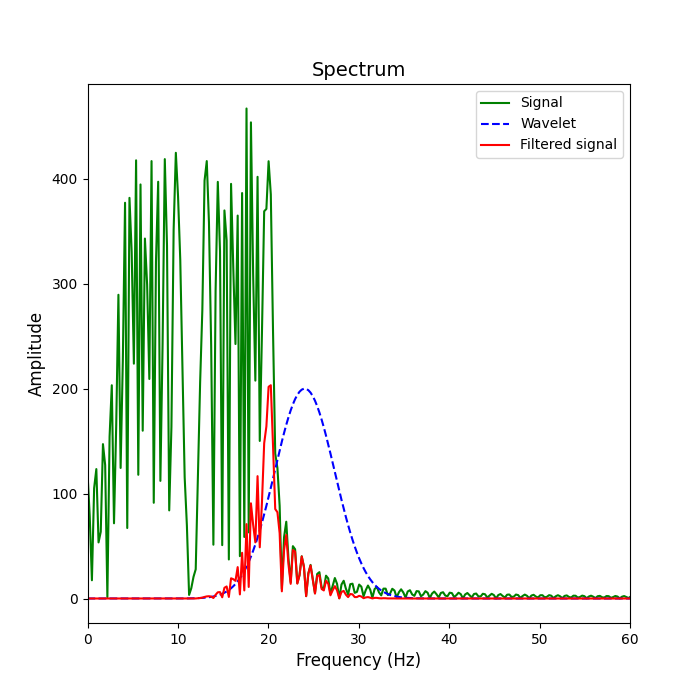 Spectrum
Signal
Wavelet
Filtered signal
400
300
200
100
0
Amplitude
0 10 20 30 40 50 60
Frequency (Hz)